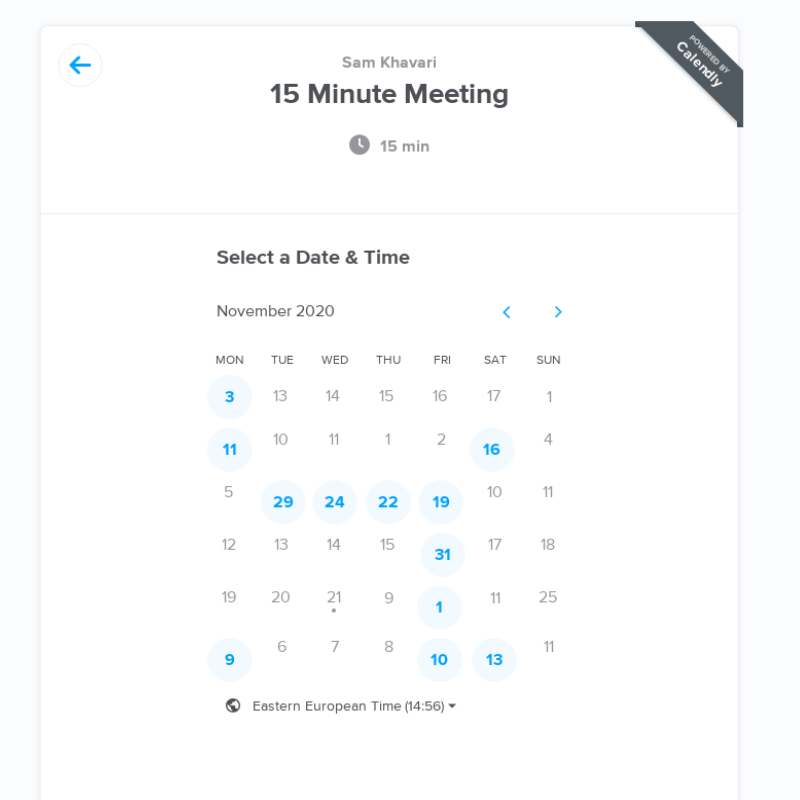 POWERED BY
Calendly
Sam Khavari
15 Minute Meeting
15 min
Select a Date & Time
November 2020
MON TUE WED THU FRI SAT SUN
3 13 14 15 16 17 1
11 10 11 1 2 16 4
5 29 24 22 19 10 11
12 13 14 15 31 17 18
19 20 21 9 1 11 25
9 6 7 8 10 13 11
Eastern European Time (14:56)